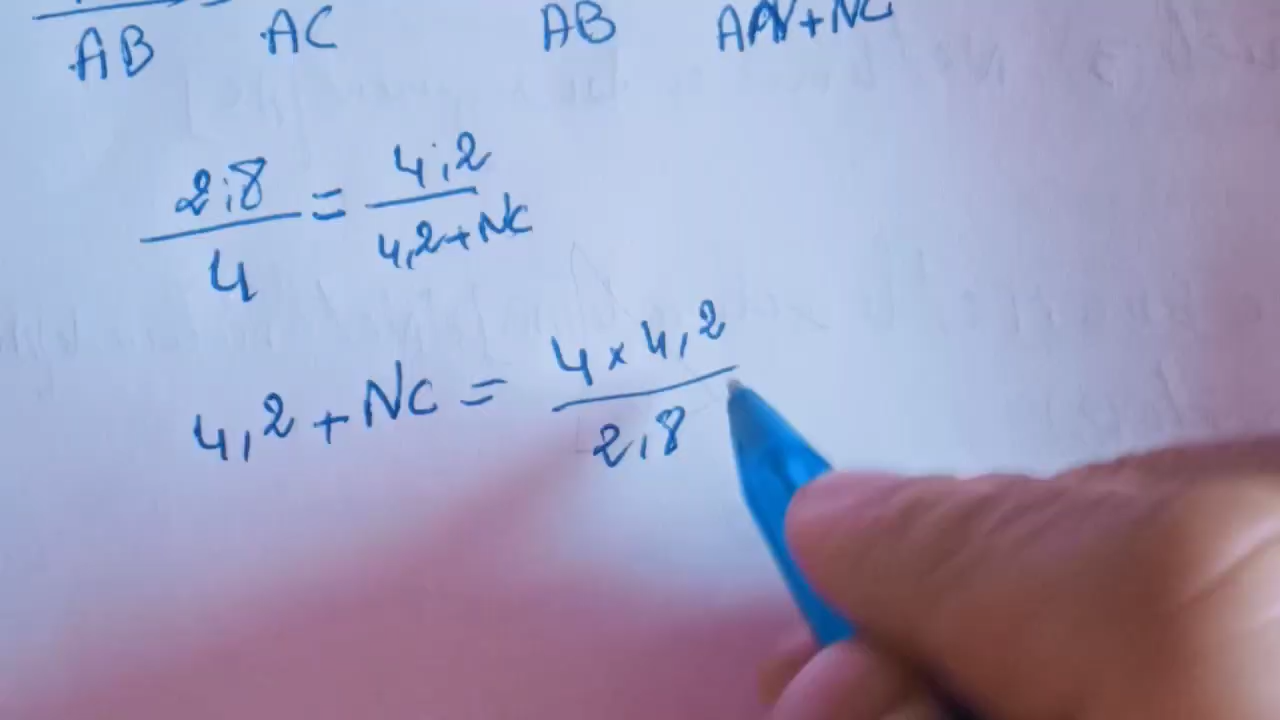 AB AC AB AN+NC
2,8/4 = 4,2/4,2+NC
4,2+NC = 4×4,2/2,8